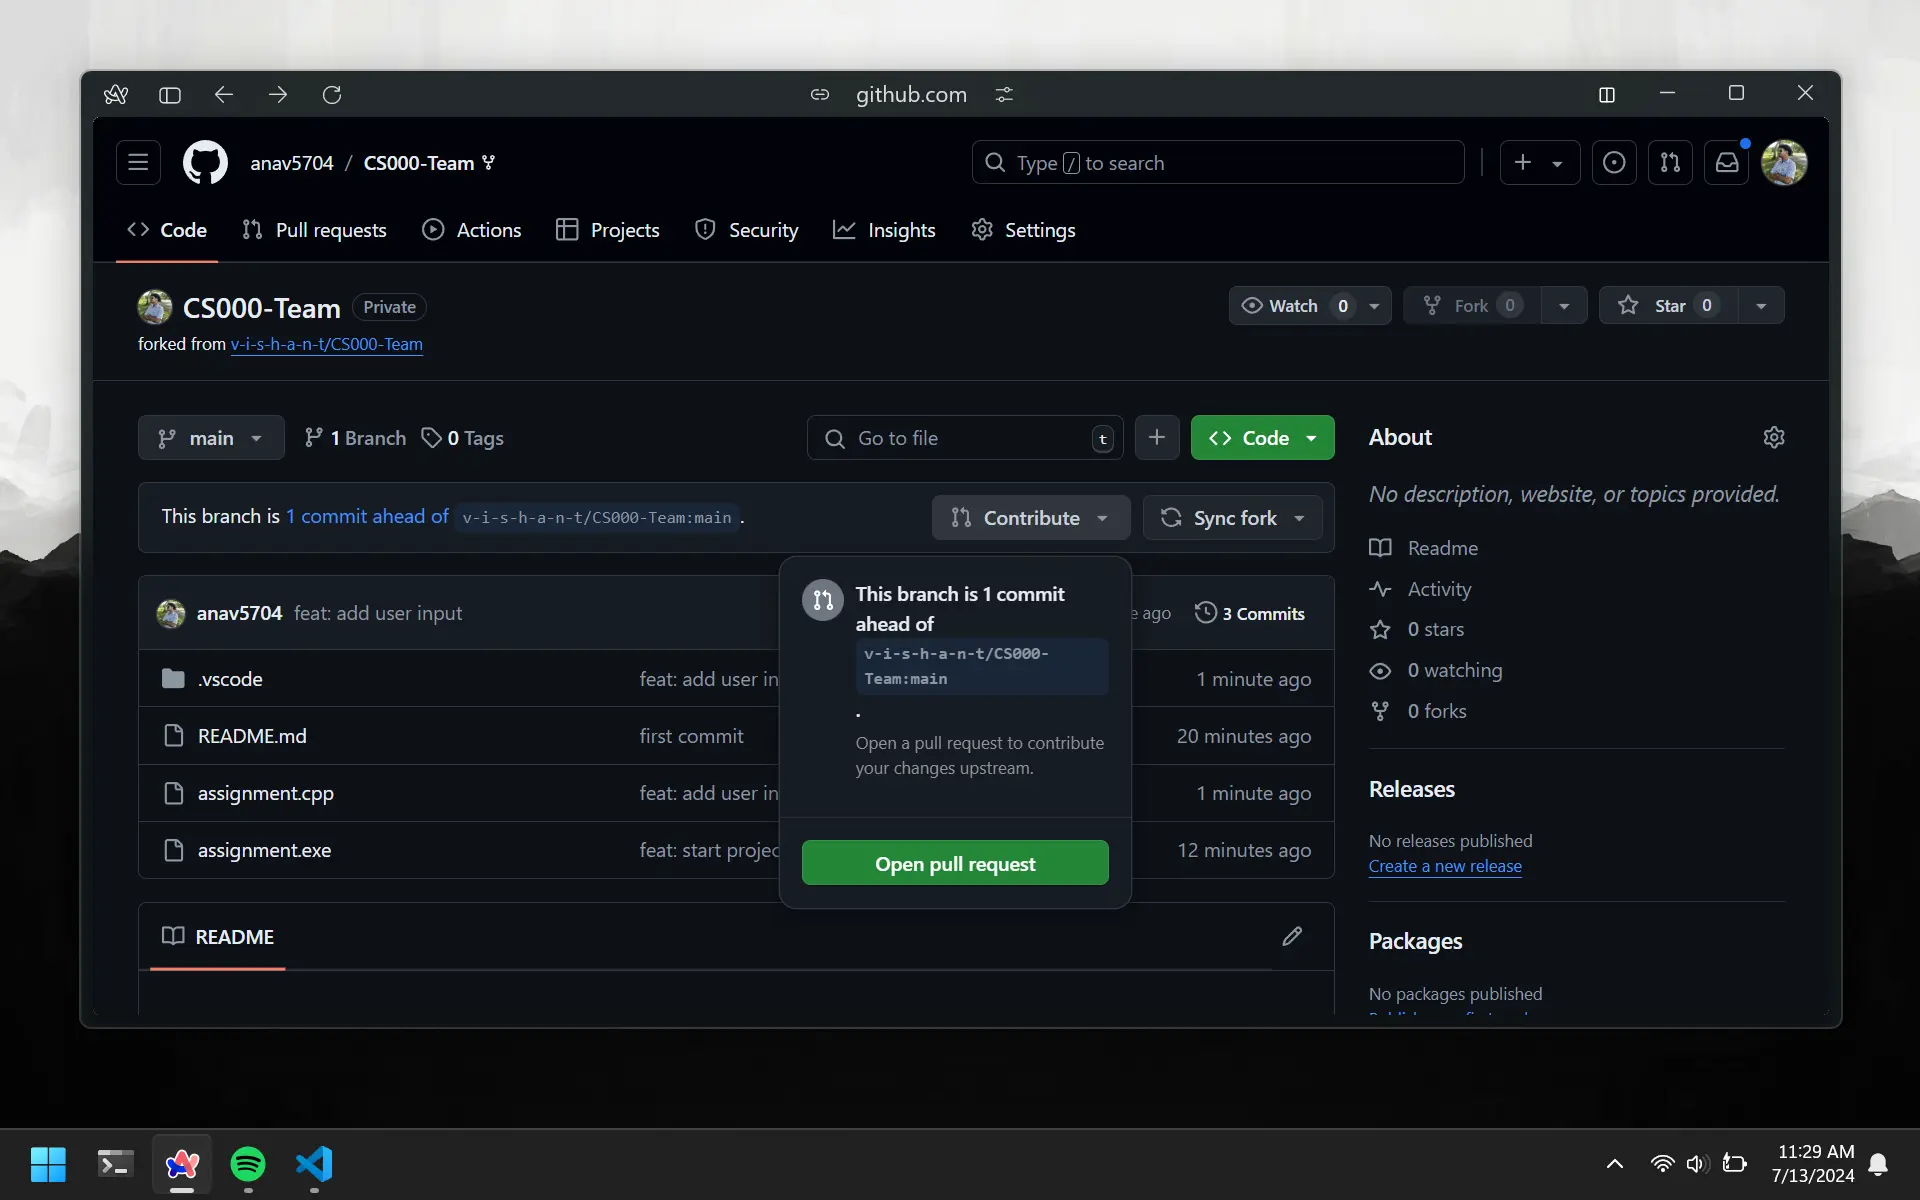 github.com
anav5704 / CS000-Team
Type / to search
Code Pull requests Actions Projects Security Insights Settings
CS000-Team Private
forked from v-i-s-h-a-n-t/CS000-Team
Watch 0 Fork 0 Star 0
main 1 Branch 0 Tags
Go to file t
Code
This branch is 1 commit ahead of v-i-s-h-a-n-t/CS000-Team:main .
Contribute Sync fork
anav5704 feat: add user input e ago 3 Commits
.vscode feat: add user in 1 minute ago
README.md first commit 20 minutes ago
assignment.cpp feat: add user in 1 minute ago
assignment.exe feat: start projec 12 minutes ago
This branch is 1 commit
ahead of
v-i-s-h-a-n-t/CS000-
Team:main
.
Open a pull request to contribute
your changes upstream.
Open pull request
README
About
No description, website, or topics provided.
Readme
Activity
0 stars
0 watching
0 forks
Releases
No releases published
Create a new release
Packages
No packages published
11:29 AM
7/13/2024